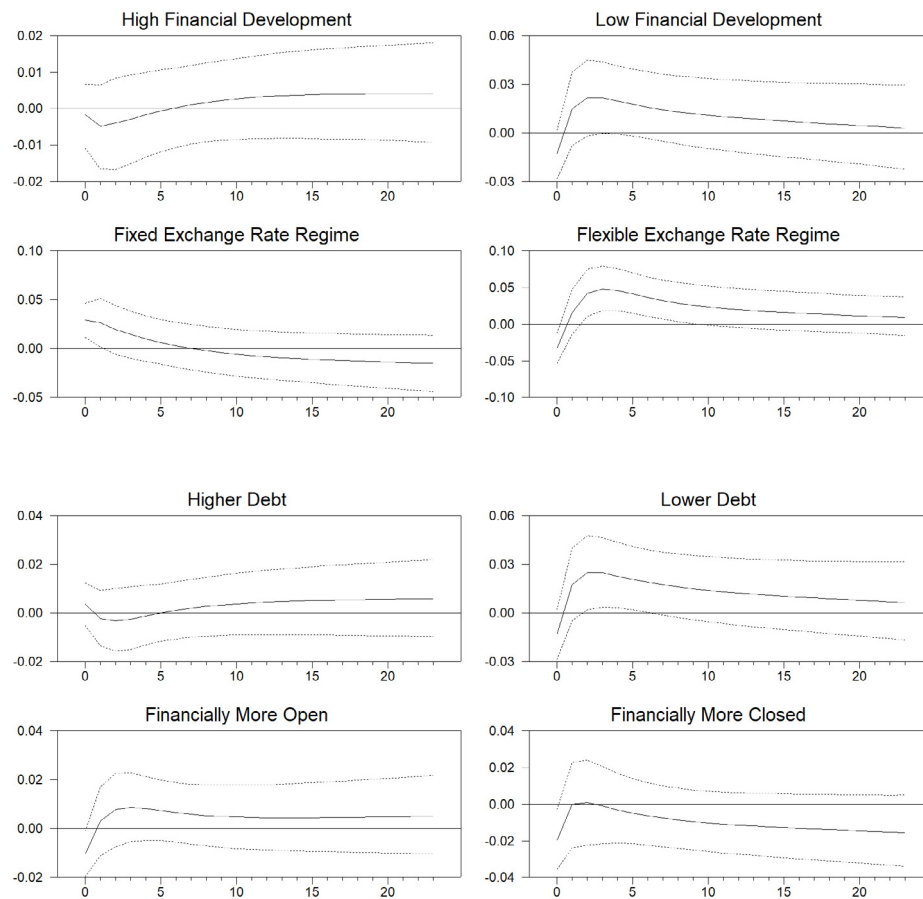 High Financial Development
0.02
0.01
0.00
-0.01
-0.02
0 5 10 15 20
Low Financial Development
0.06
0.03
0.00
-0.03
0 5 10 15 20
Fixed Exchange Rate Regime
0.10
0.05
0.00
-0.05
0 5 10 15 20
Flexible Exchange Rate Regime
0.10
0.05
0.00
-0.05
-0.10
0 5 10 15 20
Higher Debt
0.04
0.02
0.00
-0.02
0 5 10 15 20
Lower Debt
0.06
0.03
0.00
-0.03
0 5 10 15 20
Financially More Open
0.04
0.02
0.00
-0.02
0 5 10 15 20
Financially More Closed
0.04
0.02
0.00
-0.02
-0.04
0 5 10 15 20